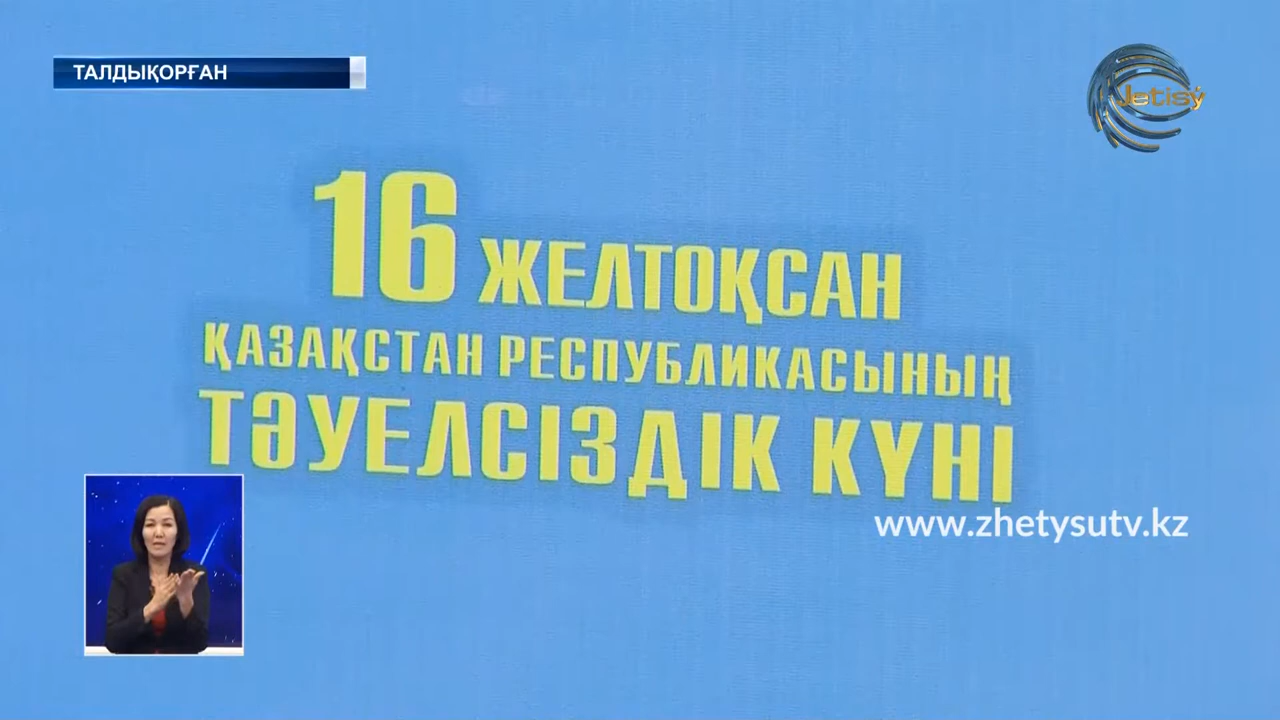 ТАЛДЫҚОРҒАН
Jetisý
16 ЖЕЛТОҚСАН
ҚАЗАҚСТАН РЕСПУБЛИКАСЫНЫҢ
ТӘУЕЛСІЗДІК КҮНІ
www.zhetysutv.kz